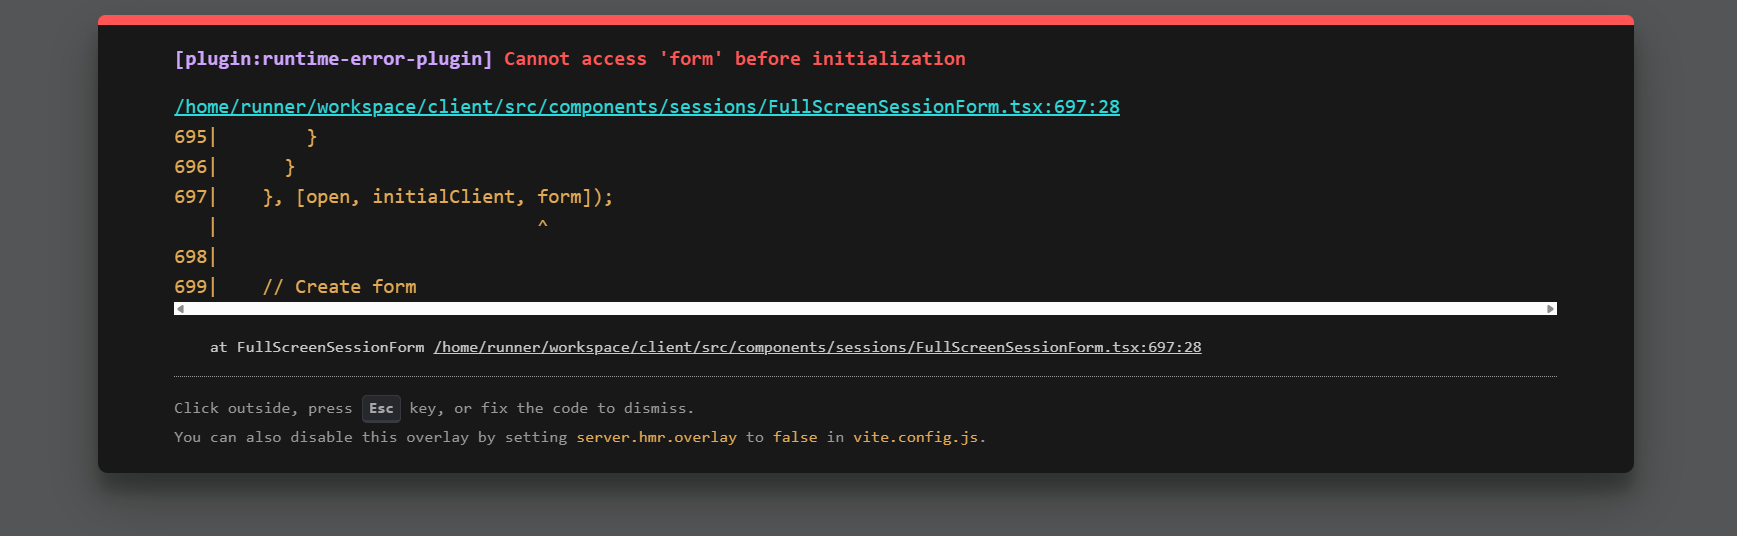 [plugin:runtime-error-plugin] Cannot access 'form' before initialization
/home/runner/workspace/client/src/components/sessions/FullScreenSessionForm.tsx:697:28
695|        }
696|      }
697|    }, [open, initialClient, form]);
   |                             ^
698|
699|    // Create form
at FullScreenSessionForm /home/runner/workspace/client/src/components/sessions/FullScreenSessionForm.tsx:697:28
Click outside, press Esc key, or fix the code to dismiss.
You can also disable this overlay by setting server.hmr.overlay to false in vite.config.js.